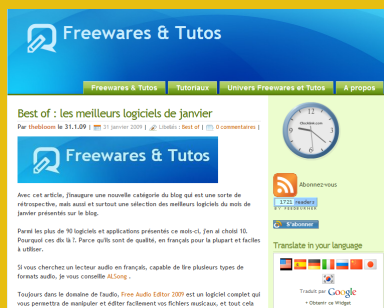 Freewares & Tutos
Freewares & Tutos Tutoriaux Univers Freewares et Tutos A propos
Best of : les meilleurs logiciels de janvier
Par thebloom le 31.1.09 | 31 janvier 2009 | Libellés : Best of | 0 commentaires |
Freewares & Tutos
Avec cet article, j'inaugure une nouvelle catégorie du blog qui est une sorte de
rétrospective, mais aussi et surtout une sélection des meilleurs logiciels du mois de
janvier présentés sur le blog.
Parmi les plus de 90 logiciels et applications présentés ce mois-ci, j'en ai choisi 10.
Pourquoi ces dix là ?. Parce qu'ils sont de qualité, en français pour la plupart et faciles
à utiliser.
Si vous cherchez un lecteur audio en français, capable de lire plusieurs types de
formats audio, je vous conseille ALSong .
Toujours dans le domaine de l'audio, Free Audio Editor 2009 est un logiciel complet qui
vous permettra de manipuler et éditer facilement vos fichiers musicaux, et tout cela
Abonnez-vous
1721 readers
BY FEEDBURNER
S'abonner
Translate in your language
Traduit par Google
Obtenir ce Widget